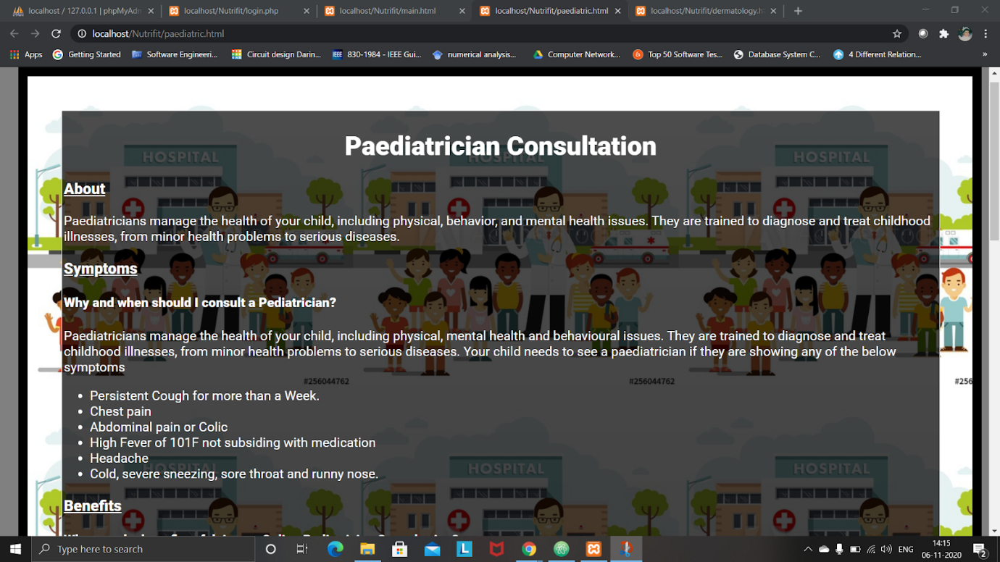 localhost / 127.0.0.1 | phpMyAdm
localhost/Nutrifit/login.php
localhost/Nutrifit/main.html
localhost/Nutrifit/paediatric.html
localhost/Nutrifit/dermatology.h
localhost/Nutrifit/paediatric.html
Apps
Getting Started
Software Engineeri...
Circuit design Darin...
IEEE
830-1984 - IEEE Gui...
numerical analysis...
Computer Network...
Top 50 Software Tes...
Database System C...
4 Different Relation...
Paediatrician Consultation
HOSPITAL
HOSPITAL
HOSPITAL
About
Paediatricians manage the health of your child, including physical, behavior, and mental health issues. They are trained to diagnose and treat childhood
illnesses, from minor health problems to serious diseases.
Symptoms
Why and when should I consult a Pediatrician?
Paediatricians manage the health of your child, including physical, mental health and behavioural issues. They are trained to diagnose and treat
childhood illnesses, from minor health problems to serious diseases. Your child needs to see a paediatrician if they are showing any of the below
symptoms
#256044762
#256044762
#256
Persistent Cough for more than a Week.
Chest pain
Abdominal pain or Colic
High Fever of 101F not subsiding with medication
Headache
Cold, severe sneezing, sore throat and runny nose.
HOSPITAL
HOSPITAL
HOSPITAL
Benefits
Type here to search
L
ENG
14:15
06-11-2020
2